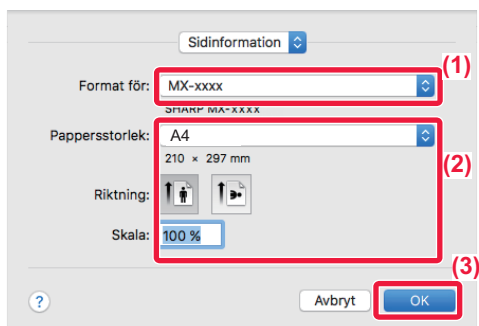 Sidinformation
(1)
Format för: MX-xxxx
SHARP MX-xxxx
Pappersstorlek: A4
210 × 297 mm
(2)
Riktning:
Skala: 100 %
(3)
? Avbryt OK